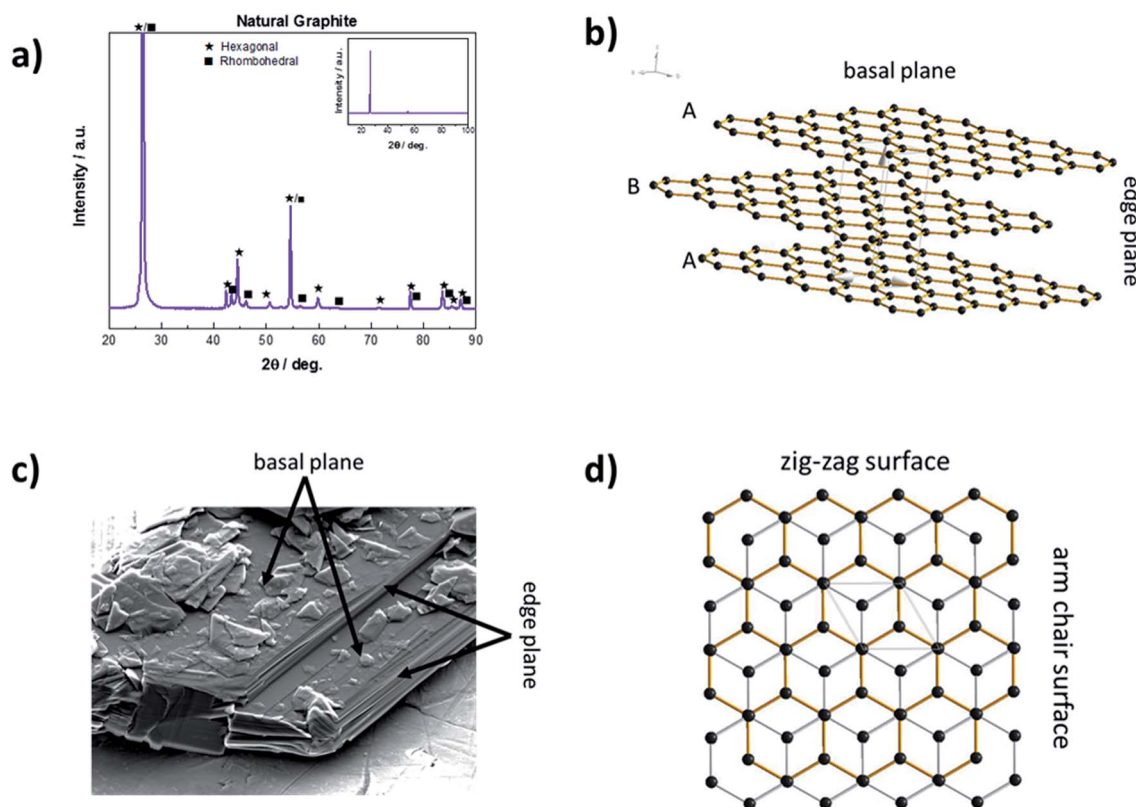 a)
Natural Graphite
★/■
★ Hexagonal
■ Rhombohedral
Intensity / a.u.
20 30 40 50 60 70 80 90
2θ / deg.
Intensity / a.u.
20 40 60 80 100
2θ / deg.
★/■
b)
basal plane
A
B
A
edge plane
c)
basal plane
edge plane
d)
zig-zag surface
arm chair surface